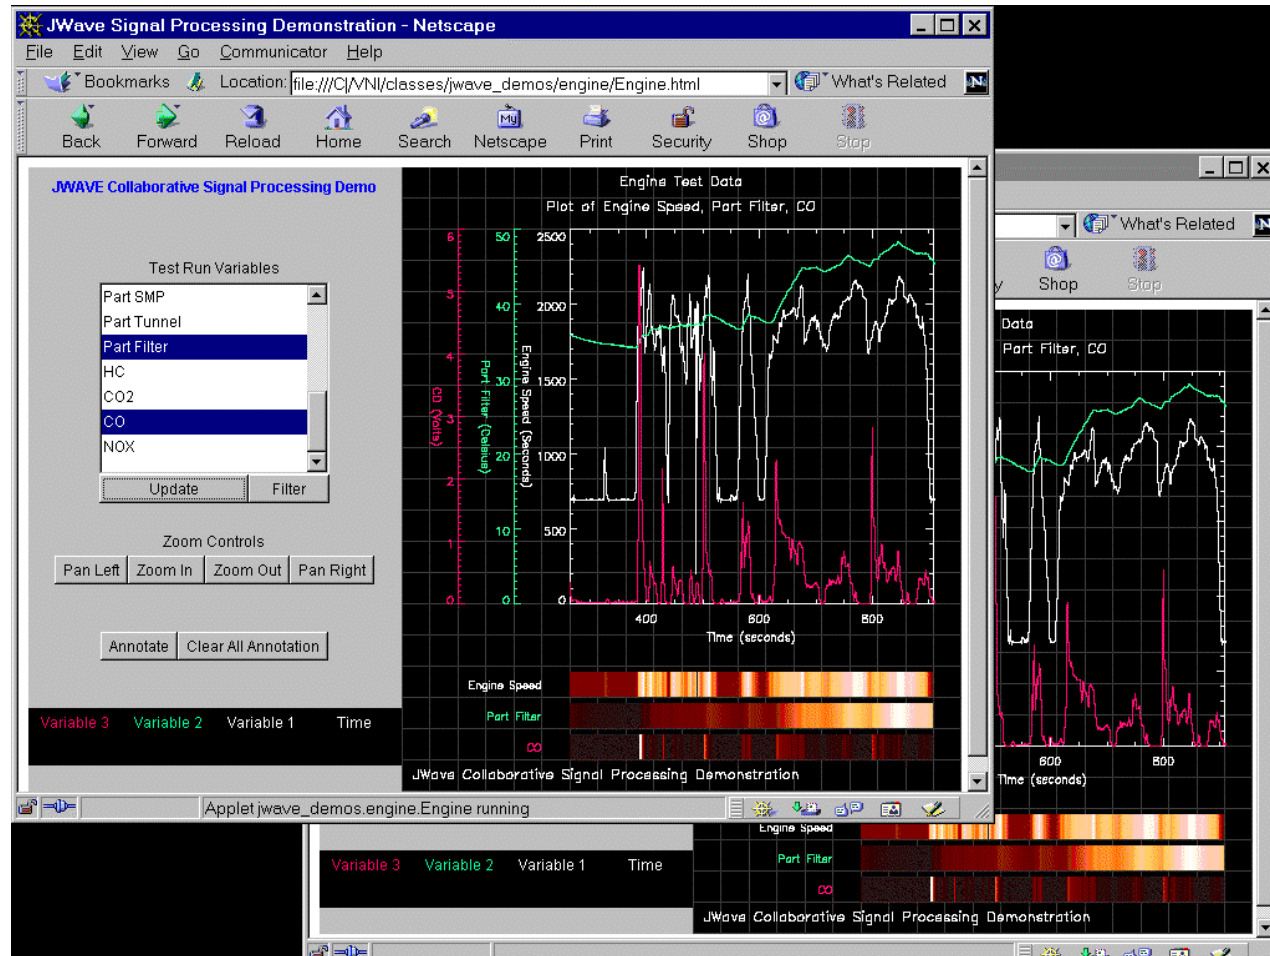 JWave Signal Processing Demonstration - Netscape
File Edit View Go Communicator Help
Bookmarks Location: file:///C|/VNI/classes/jwave_demos/engine/Engine.html What's Related N
Back Forward Reload Home Search Netscape Print Security Shop Stop
My
JWAVE Collaborative Signal Processing Demo
Test Run Variables
Part SMP
Part Tunnel
Part Filter
HC
CO2
CO
NOX
Update Filter
Zoom Controls
Pan Left Zoom In Zoom Out Pan Right
Annotate Clear All Annotation
Variable 3 Variable 2 Variable 1 Time
Engine Test Data
Plot of Engine Speed, Part Filter, CO
6 50 2500
5 40 2000
4 30 1500
3 20 1000
2 10 500
1 0 0
0
CO (Volts)
Part Filter (Celsius)
Engine Speed (Seconds)
400 600 800
Time (seconds)
Engine Speed
Part Filter
CO
JWave Collaborative Signal Processing Demonstration
Applet jwave_demos.engine.Engine running
What's Related N
y Shop Stop
Data
Part Filter, CO
600 800
Time (seconds)
Engine Speed
Part Filter
CO
Variable 3 Variable 2 Variable 1 Time
JWave Collaborative Signal Processing Demonstration